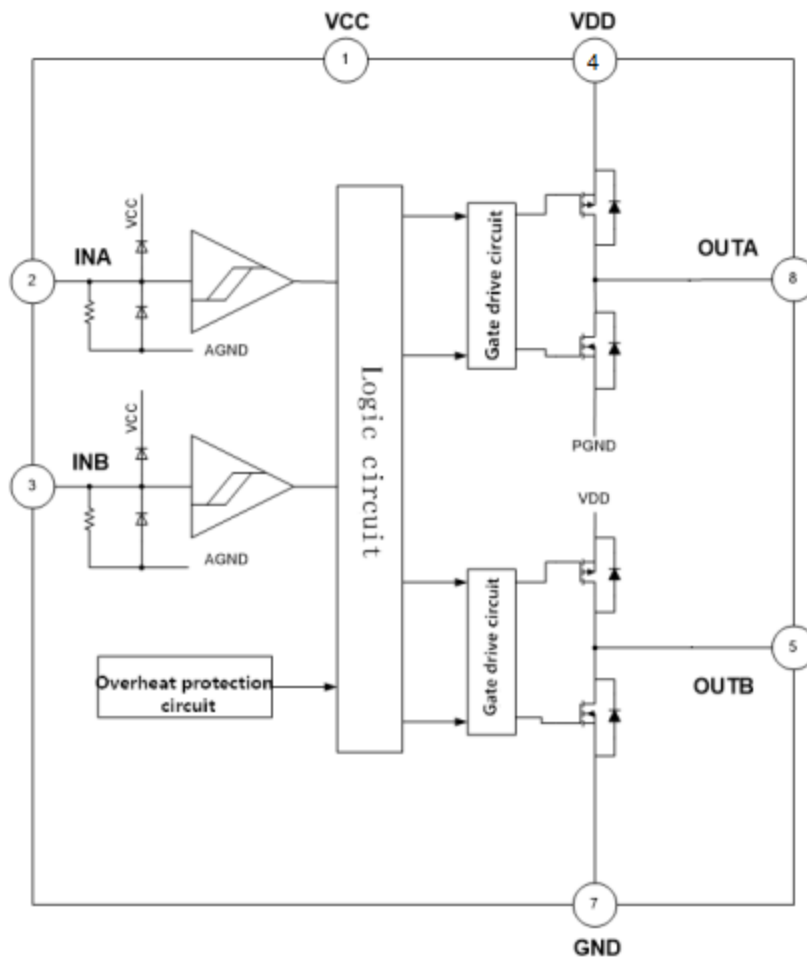 VCC
VDD
1
4
VCC
INA
2
AGND
Gate drive circuit
OUTA
8
PGND
VCC
INB
3
AGND
Logic circuit
VDD
Gate drive circuit
5
OUTB
Overheat protection
circuit
7
GND